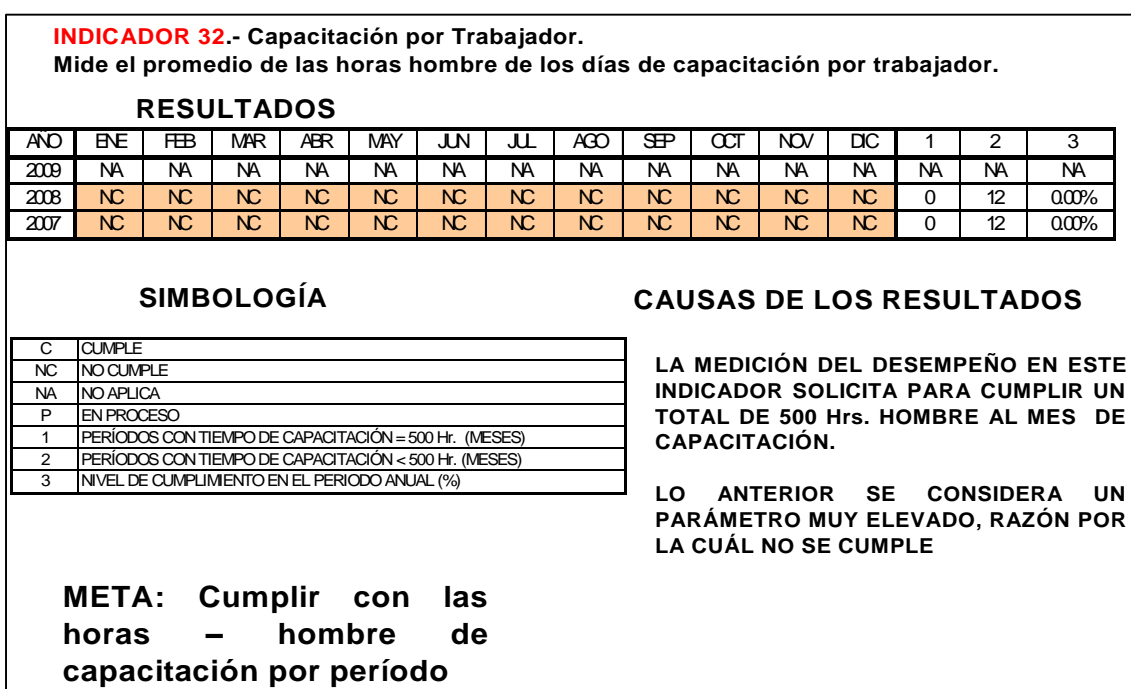 INDICADOR 32.- Capacitación por Trabajador.
Mide el promedio de las horas hombre de los días de capacitación por trabajador.
RESULTADOS
AÑO ENE FEB MAR ABR MAY JUN JUL AGO SEP OCT NOV DIC 1 2 3
2009 NA NA NA NA NA NA NA NA NA NA NA NA NA NA NA
2008 NC NC NC NC NC NC NC NC NC NC NC NC 0 12 0.00%
2007 NC NC NC NC NC NC NC NC NC NC NC NC 0 12 0.00%
SIMBOLOGÍA
C CUMPLE
NC NO CUMPLE
NA NO APLICA
P EN PROCESO
1 PERÍODOS CON TIEMPO DE CAPACITACIÓN = 500 Hr. (MESES)
2 PERÍODOS CON TIEMPO DE CAPACITACIÓN < 500 Hr. (MESES)
3 NIVEL DE CUMPLIMIENTO EN EL PERIODO ANUAL (%)
CAUSAS DE LOS RESULTADOS
LA MEDICIÓN DEL DESEMPEÑO EN ESTE
INDICADOR SOLICITA PARA CUMPLIR UN
TOTAL DE 500 Hrs. HOMBRE AL MES DE
CAPACITACIÓN.
LO ANTERIOR SE CONSIDERA UN
PARÁMETRO MUY ELEVADO, RAZÓN POR
LA CUÁL NO SE CUMPLE
META: Cumplir con las
horas – hombre de
capacitación por período